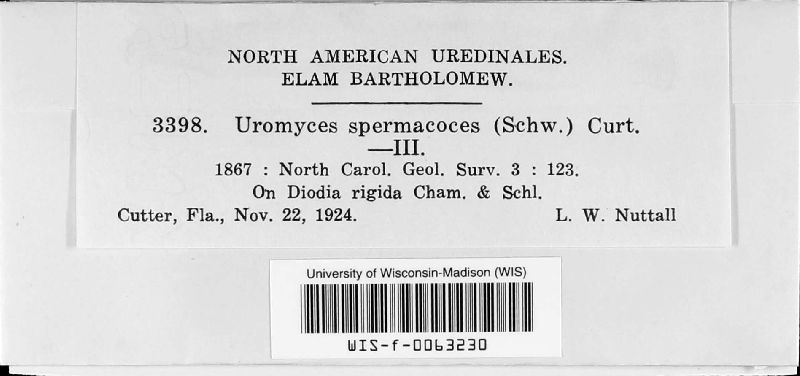 NORTH AMERICAN UREDINALES.
ELAM BARTHOLOMEW.
3398. Uromyces spermacoces (Schw.) Curt.
—III.
1867 : North Carol. Geol. Surv. 3 : 123.
On Diodia rigida Cham. & Schl.
Cutter, Fla., Nov. 22, 1924. L. W. Nuttall
University of Wisconsin-Madison (WIS)
WIS-f-0063230